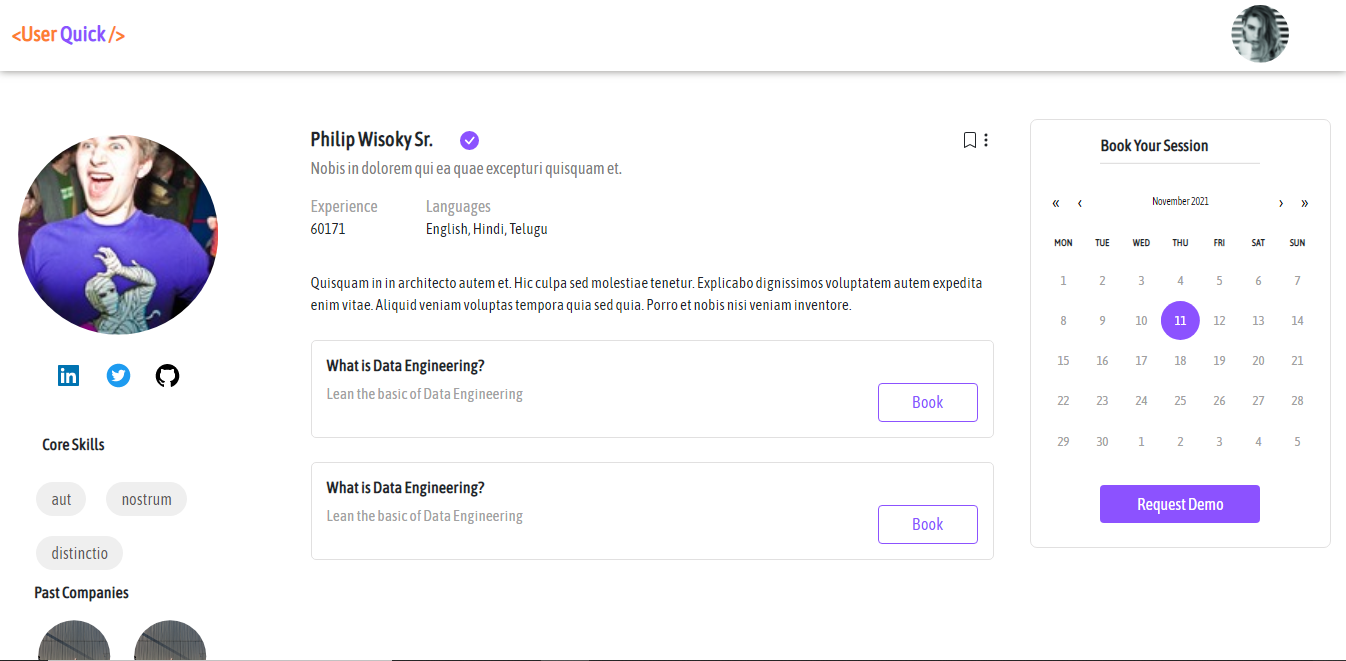 <User Quick />
Philip Wisoky Sr.
Nobis in dolorem qui ea quae excepturi quisquam et.
Experience Languages
60171 English, Hindi, Telugu
Quisquam in in architecto autem et. Hic culpa sed molestiae tenetur. Explicabo dignissimos voluptatem autem expedita
enim vitae. Aliquid veniam voluptas tempora quia sed quia. Porro et nobis nisi veniam inventore.
What is Data Engineering?
Lean the basic of Data Engineering
Book
What is Data Engineering?
Lean the basic of Data Engineering
Book
in
Core Skills
aut nostrum
distinctio
Past Companies
Book Your Session
« ‹ November 2021 › »
MON TUE WED THU FRI SAT SUN
1 2 3 4 5 6 7
8 9 10 11 12 13 14
15 16 17 18 19 20 21
22 23 24 25 26 27 28
29 30 1 2 3 4 5
Request Demo